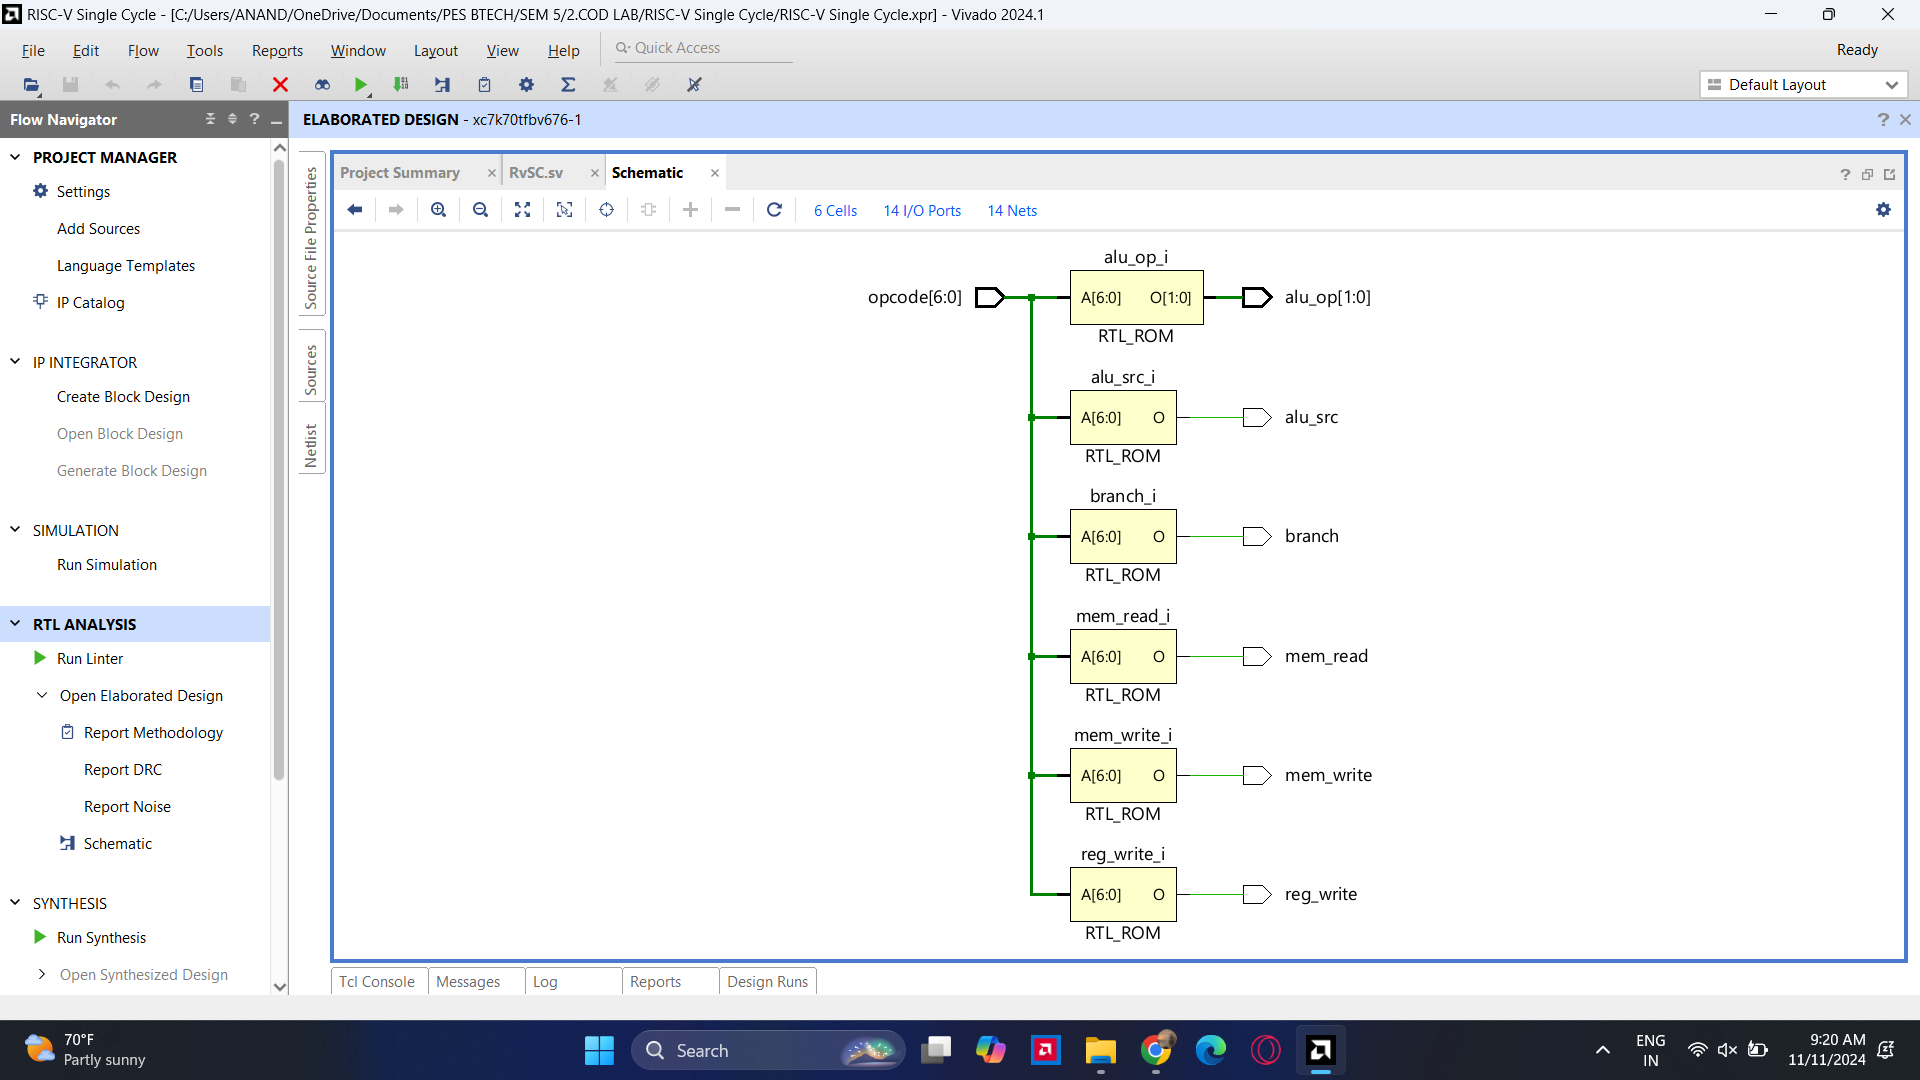 RISC-V Single Cycle - [C:/Users/ANAND/OneDrive/Documents/PES BTECH/SEM 5/2.COD LAB/RISC-V Single Cycle/RISC-V Single Cycle.xpr] - Vivado 2024.1
File Edit Flow Tools Reports Window Layout View Help Quick Access Ready
Default Layout
Flow Navigator
PROJECT MANAGER
Settings
Add Sources
Language Templates
IP Catalog
IP INTEGRATOR
Create Block Design
Open Block Design
Generate Block Design
SIMULATION
Run Simulation
RTL ANALYSIS
Run Linter
Open Elaborated Design
Report Methodology
Report DRC
Report Noise
Schematic
SYNTHESIS
Run Synthesis
Open Synthesized Design
ELABORATED DESIGN - xc7k70tfbv676-1
Source File Properties
Sources
Netlist
Project Summary RvSC.sv Schematic
6 Cells 14 I/O Ports 14 Nets
alu_op_i
opcode[6:0] A[6:0] O[1:0] alu_op[1:0]
RTL_ROM
alu_src_i
A[6:0] O alu_src
RTL_ROM
branch_i
A[6:0] O branch
RTL_ROM
mem_read_i
A[6:0] O mem_read
RTL_ROM
mem_write_i
A[6:0] O mem_write
RTL_ROM
reg_write_i
A[6:0] O reg_write
RTL_ROM
Tcl Console Messages Log Reports Design Runs
70°F
Partly sunny
Search
ENG
IN
9:20 AM
11/11/2024